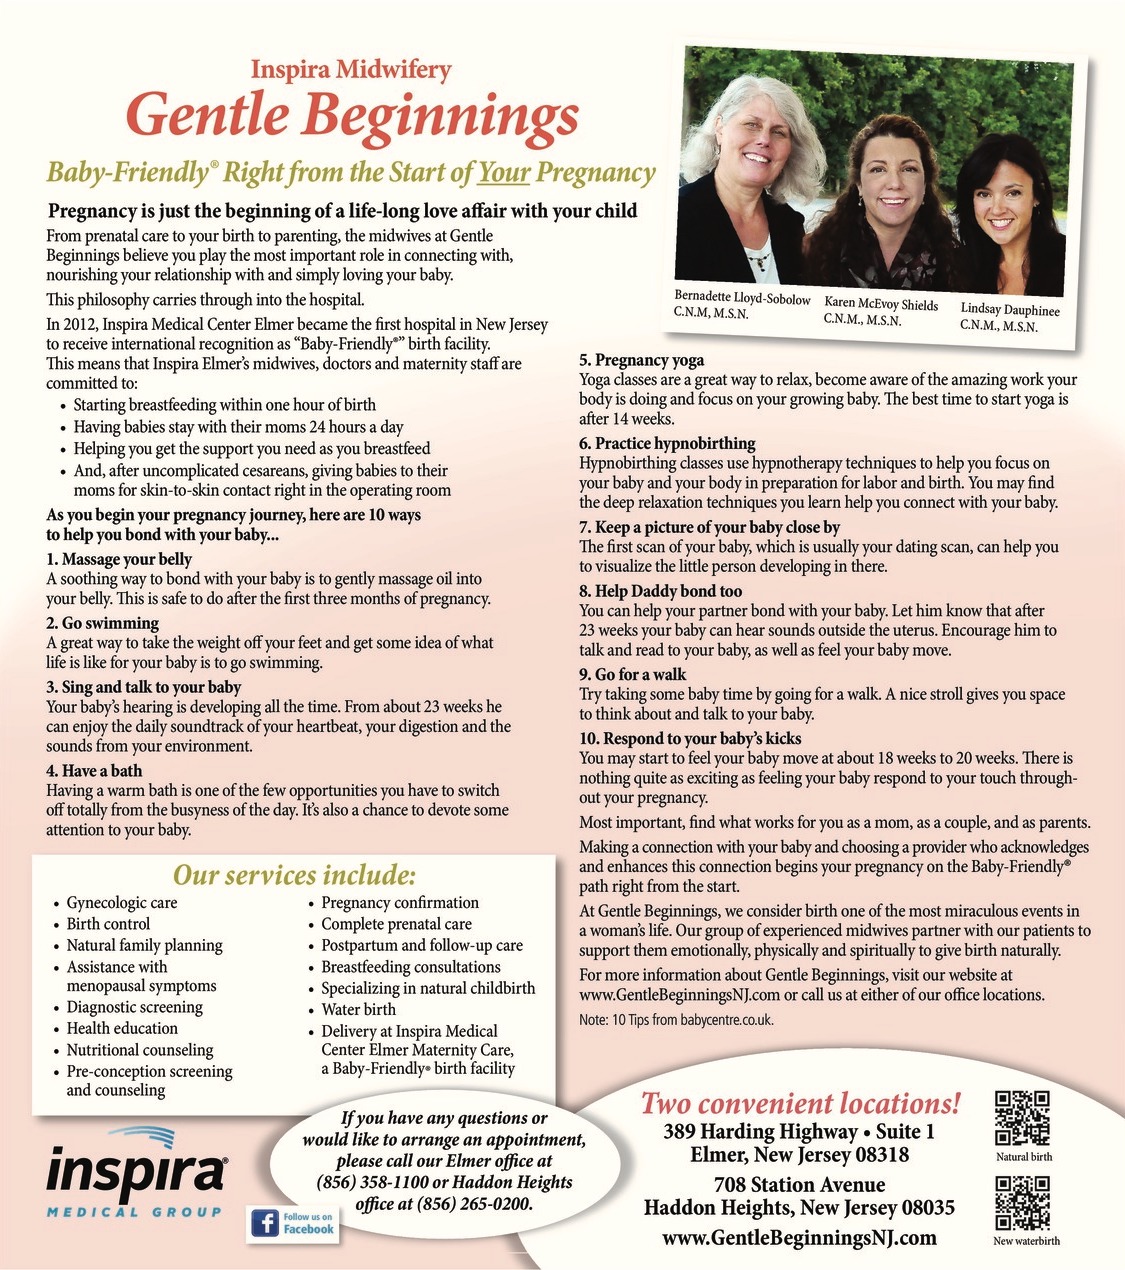 Inspira Midwifery
Gentle Beginnings
Baby-Friendly® Right from the Start of Your Pregnancy
Pregnancy is just the beginning of a life-long love affair with your child
From prenatal care to your birth to parenting, the midwives at Gentle
Beginnings believe you play the most important role in connecting with,
nourishing your relationship with and simply loving your baby.
This philosophy carries through into the hospital.
In 2012, Inspira Medical Center Elmer became the first hospital in New Jersey
to receive international recognition as “Baby-Friendly®” birth facility.
This means that Inspira Elmer’s midwives, doctors and maternity staff are
committed to:
• Starting breastfeeding within one hour of birth
• Having babies stay with their moms 24 hours a day
• Helping you get the support you need as you breastfeed
• And, after uncomplicated cesareans, giving babies to their
moms for skin-to-skin contact right in the operating room
As you begin your pregnancy journey, here are 10 ways
to help you bond with your baby...
1. Massage your belly
A soothing way to bond with your baby is to gently massage oil into
your belly. This is safe to do after the first three months of pregnancy.
2. Go swimming
A great way to take the weight off your feet and get some idea of what
life is like for your baby is to go swimming.
3. Sing and talk to your baby
Your baby’s hearing is developing all the time. From about 23 weeks he
can enjoy the daily soundtrack of your heartbeat, your digestion and the
sounds from your environment.
4. Have a bath
Having a warm bath is one of the few opportunities you have to switch
off totally from the busyness of the day. It’s also a chance to devote some
attention to your baby.
Bernadette Lloyd-Sobolow
C.N.M, M.S.N.
Karen McEvoy Shields
C.N.M., M.S.N.
Lindsay Dauphinee
C.N.M., M.S.N.
5. Pregnancy yoga
Yoga classes are a great way to relax, become aware of the amazing work your
body is doing and focus on your growing baby. The best time to start yoga is
after 14 weeks.
6. Practice hypnobirthing
Hypnobirthing classes use hypnotherapy techniques to help you focus on
your baby and your body in preparation for labor and birth. You may find
the deep relaxation techniques you learn help you connect with your baby.
7. Keep a picture of your baby close by
The first scan of your baby, which is usually your dating scan, can help you
to visualize the little person developing in there.
8. Help Daddy bond too
You can help your partner bond with your baby. Let him know that after
23 weeks your baby can hear sounds outside the uterus. Encourage him to
talk and read to your baby, as well as feel your baby move.
9. Go for a walk
Try taking some baby time by going for a walk. A nice stroll gives you space
to think about and talk to your baby.
10. Respond to your baby’s kicks
You may start to feel your baby move at about 18 weeks to 20 weeks. There is
nothing quite as exciting as feeling your baby respond to your touch through-
out your pregnancy.
Most important, find what works for you as a mom, as a couple, and as parents.
Making a connection with your baby and choosing a provider who acknowledges
and enhances this connection begins your pregnancy on the Baby-Friendly®
path right from the start.
At Gentle Beginnings, we consider birth one of the most miraculous events in
a woman’s life. Our group of experienced midwives partner with our patients to
support them emotionally, physically and spiritually to give birth naturally.
For more information about Gentle Beginnings, visit our website at
www.GentleBeginningsNJ.com or call us at either of our office locations.
Note: 10 Tips from babycentre.co.uk.
Our services include:
• Gynecologic care
• Birth control
• Natural family planning
• Assistance with
menopausal symptoms
• Diagnostic screening
• Health education
• Nutritional counseling
• Pre-conception screening
and counseling
• Pregnancy confirmation
• Complete prenatal care
• Postpartum and follow-up care
• Breastfeeding consultations
• Specializing in natural childbirth
• Water birth
• Delivery at Inspira Medical
Center Elmer Maternity Care,
a Baby-Friendly® birth facility
inspira®
MEDICAL GROUP
Follow us on
Facebook
If you have any questions or
would like to arrange an appointment,
please call our Elmer office at
(856) 358-1100 or Haddon Heights
office at (856) 265-0200.
Two convenient locations!
389 Harding Highway • Suite 1
Elmer, New Jersey 08318
708 Station Avenue
Haddon Heights, New Jersey 08035
www.GentleBeginningsNJ.com
Natural birth
New waterbirth